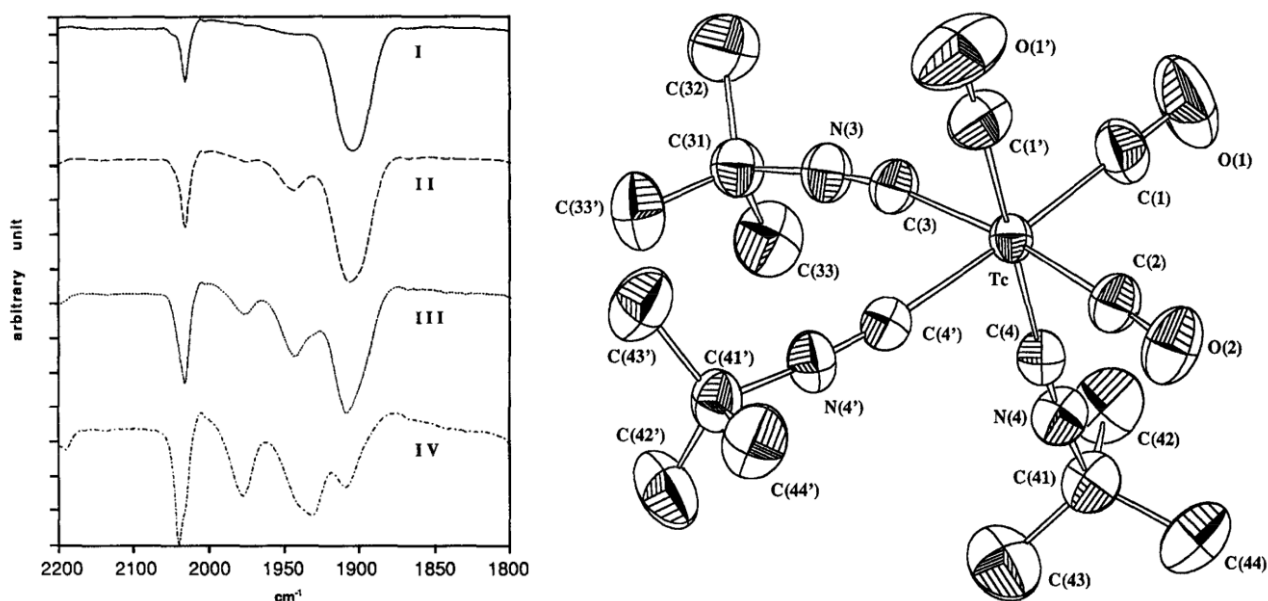 I
II
III
IV
arbitrary unit
2200 2100 2000 1900 1850 1800
cm-1
O(1')
C(32)
N(3)
C(31)
C(1')
O(1)
C(33')
C(1)
C(3)
C(33)
Tc
C(2)
C(43')
C(41')
C(4')
C(4)
O(2)
N(4')
N(4)
C(42')
C(42)
C(44')
C(41)
C(43)
C(44)